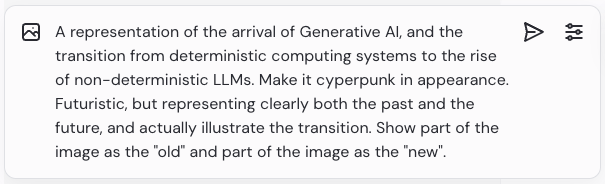 A representation of the arrival of Generative AI, and the
transition from deterministic computing systems to the rise
of non-deterministic LLMs. Make it cyperpunk in appearance.
Futuristic, but representing clearly both the past and the
future, and actually illustrate the transition. Show part of the
image as the "old" and part of the image as the "new".